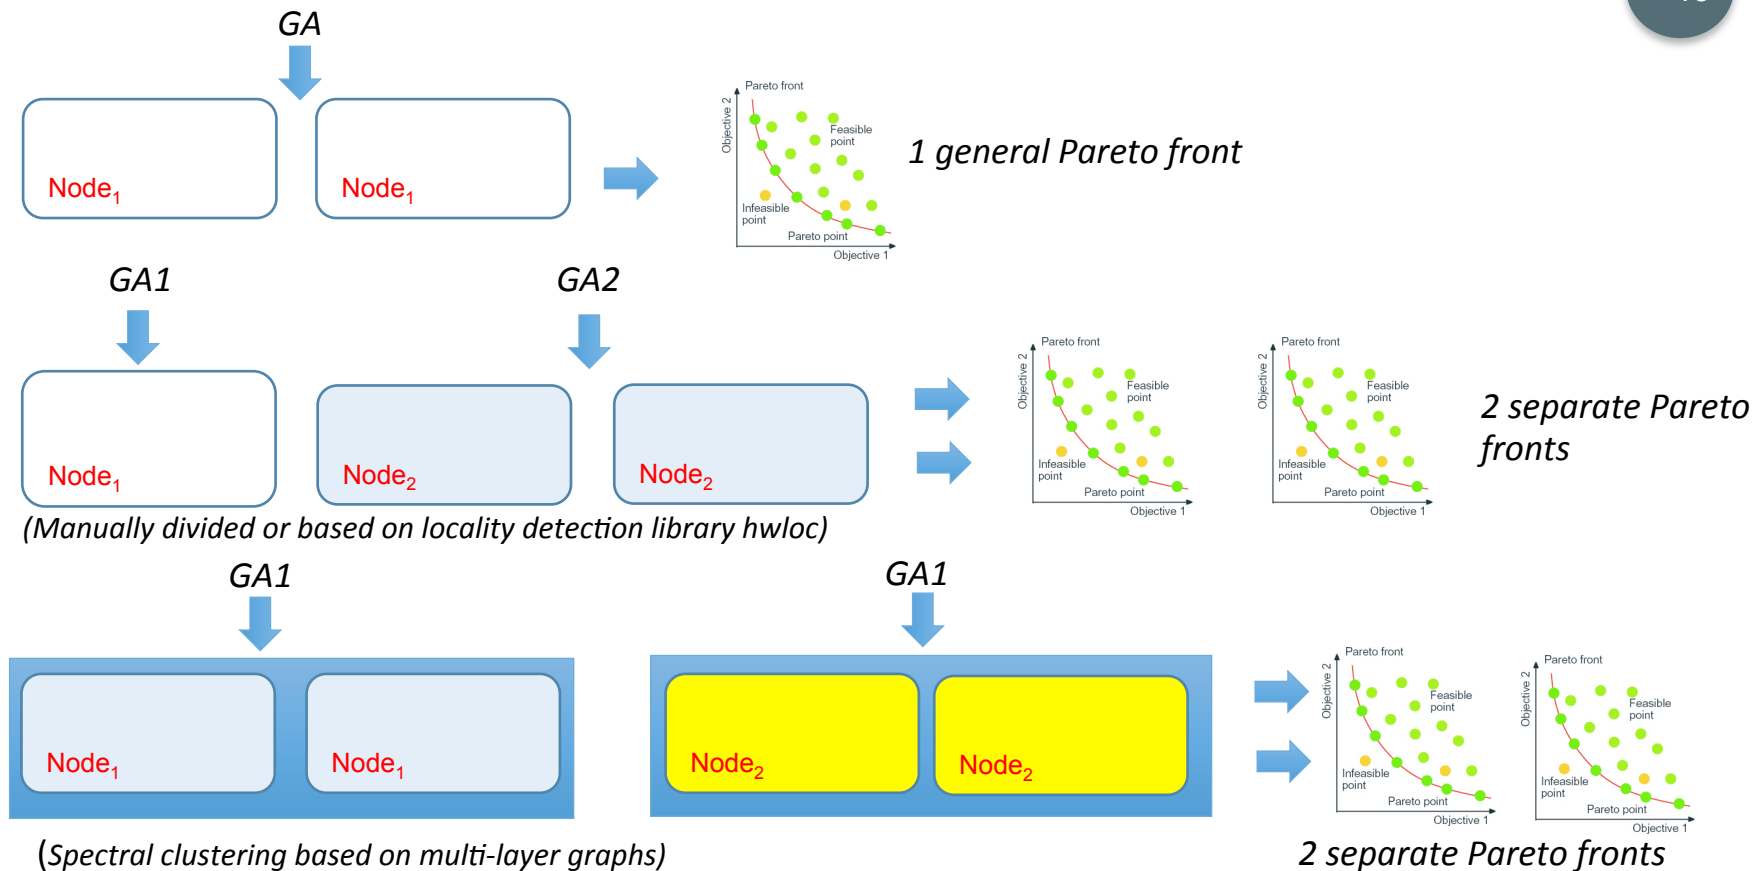 GA
Node1
Node1
Pareto front
Objective 2
Feasible
point
Infeasible
point
Pareto point
Objective 1
1 general Pareto front
GA1
GA2
Node1
Node2
Node2
Pareto front
Objective 2
Feasible
point
Infeasible
point
Pareto point
Objective 1
Pareto front
Objective 2
Feasible
point
Infeasible
point
Pareto point
Objective 1
2 separate Pareto
fronts
(Manually divided or based on locality detection library hwloc)
GA1
GA1
Node1
Node1
Node2
Node2
Pareto front
Objective 2
Feasible
point
Infeasible
point
Pareto point
Objective 1
Pareto front
Objective 2
Feasible
point
Infeasible
point
Pareto point
Objective 1
(Spectral clustering based on multi-layer graphs)
2 separate Pareto fronts